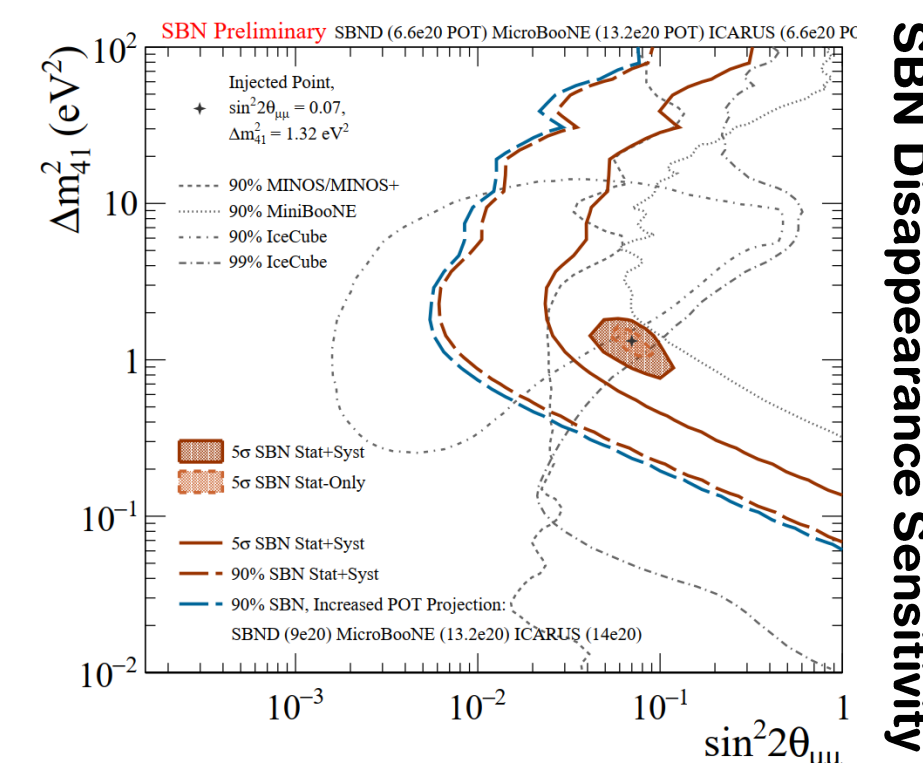 SBN Preliminary SBND (6.6e20 POT) MicroBooNE (13.2e20 POT) ICARUS (6.6e20 PO
Δm²₄₁ (eV²)
10²
10
1
10⁻¹
10⁻²
Injected Point,
sin²2θμμ = 0.07,
Δm²₄₁ = 1.32 eV²
90% MINOS/MINOS+
90% MiniBooNE
90% IceCube
99% IceCube
5σ SBN Stat+Syst
5σ SBN Stat-Only
5σ SBN Stat+Syst
90% SBN Stat+Syst
90% SBN, Increased POT Projection:
SBND (9e20) MicroBooNE (13.2e20) ICARUS (14e20)
10⁻³
10⁻²
10⁻¹
1
sin²2θμμ
SBN Disappearance Sensitivity